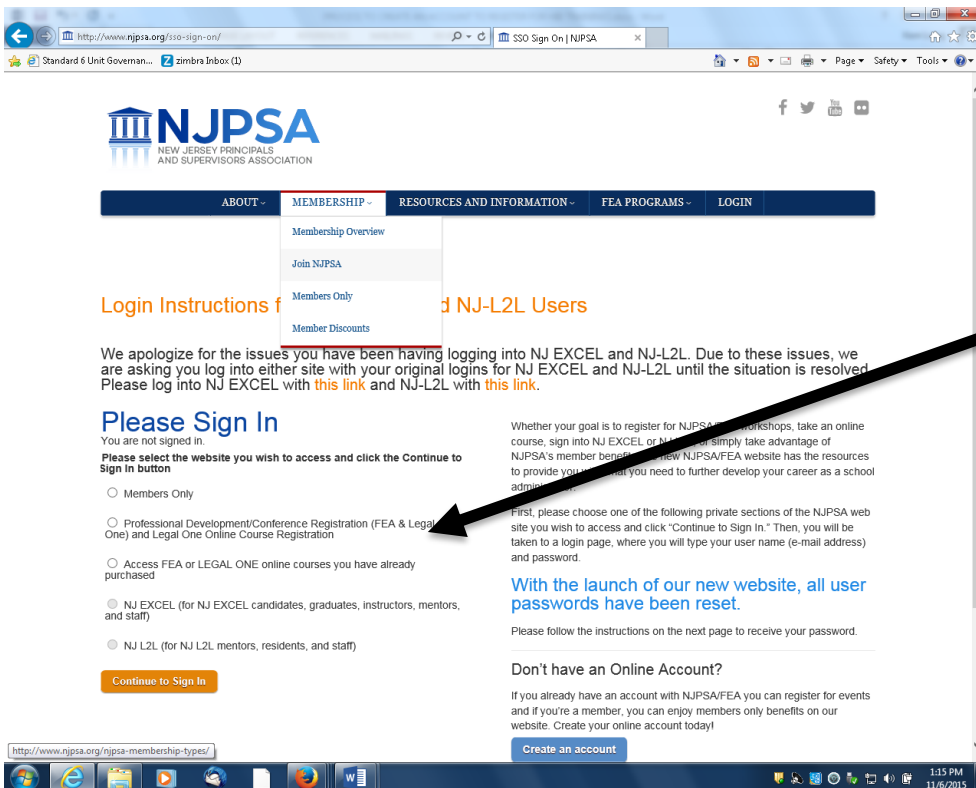 http://www.njpsa.org/sso-sign-on/
SSO Sign On | NJPSA
Standard 6 Unit Governan...
zimbra Inbox (1)
Page
Safety
Tools
NJPSA
NEW JERSEY PRINCIPALS
AND SUPERVISORS ASSOCIATION
ABOUT
MEMBERSHIP
RESOURCES AND INFORMATION
FEA PROGRAMS
LOGIN
Membership Overview
Join NJPSA
Members Only
Member Discounts
Login Instructions f
d NJ-L2L Users
We apologize for the issues you have been having logging into NJ EXCEL and NJ-L2L. Due to these issues, we
are asking you log into either site with your original logins for NJ EXCEL and NJ-L2L until the situation is resolved
Please log into NJ EXCEL with this link and NJ-L2L with this link.
Please Sign In
You are not signed in.
Please select the website you wish to access and click the Continue to
Sign In button
Members Only
Professional Development/Conference Registration (FEA & Legal
One) and Legal One Online Course Registration
Access FEA or LEGAL ONE online courses you have already
purchased
NJ EXCEL (for NJ EXCEL candidates, graduates, instructors, mentors,
and staff)
NJ L2L (for NJ L2L mentors, residents, and staff)
Continue to Sign In
Whether your goal is to register for NJPSA workshops, take an online
course, sign into NJ EXCEL or simply take advantage of
NJPSA's member new NJPSA/FEA website has the resources
to provide you you need to further develop your career as a school
First, please choose one of the following private sections of the NJPSA web
site you wish to access and click "Continue to Sign In." Then, you will be
taken to a login page, where you will type your user name (e-mail address)
and password.
With the launch of our new website, all user
passwords have been reset.
Please follow the instructions on the next page to receive your password.
Don't have an Online Account?
If you already have an account with NJPSA/FEA you can register for events
and if you're a member, you can enjoy members only benefits on our
website. Create your online account today!
Create an account
http://www.njpsa.org/njpsa-membership-types/
1:15 PM
11/6/2015